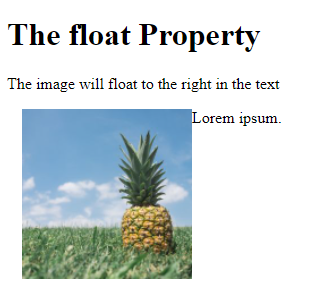 The float Property
The image will float to the right in the text
Lorem ipsum.